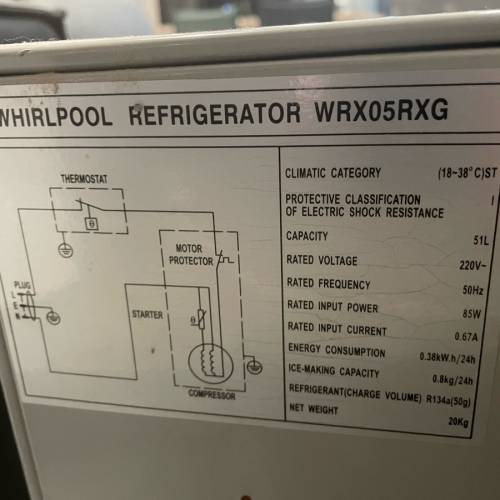 WHIRLPOOL REFRIGERATOR WRX05RXG
THERMOSTAT
θ
MOTOR
PROTECTOR
PLUG
L
E
N
STARTER
θ
COMPRESSOR
CLIMATIC CATEGORY (18~38°C)ST
PROTECTIVE CLASSIFICATION
OF ELECTRIC SHOCK RESISTANCE I
CAPACITY 51L
RATED VOLTAGE 220V~
RATED FREQUENCY 50Hz
RATED INPUT POWER 85W
RATED INPUT CURRENT 0.67A
ENERGY CONSUMPTION 0.38kW.h/24h
ICE-MAKING CAPACITY 0.8kg/24h
REFRIGERANT(CHARGE VOLUME) R134a(50g)
NET WEIGHT 20Kg